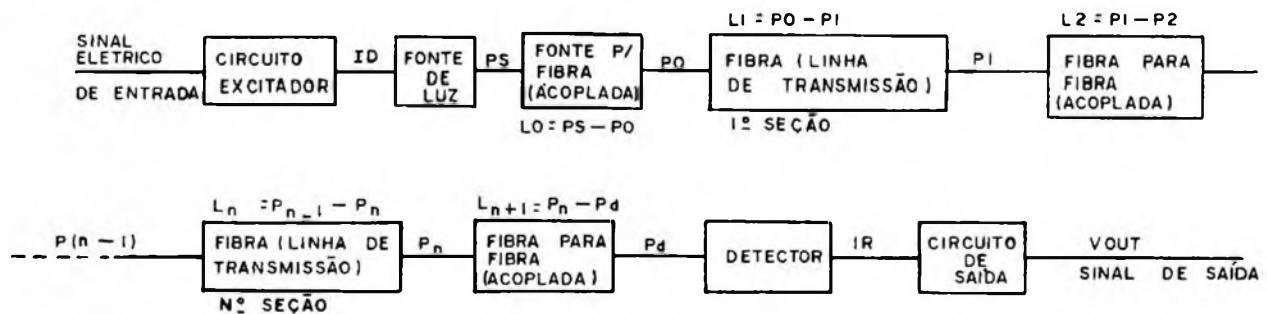 L1 = PO – P1
L2 = P1 – P2
SINAL
ELETRICO
DE ENTRADA
CIRCUITO
EXCITADOR
ID
FONTE
DE
LUZ
PS
FONTE P/
FIBRA
(ACOPLADA)
LO = PS – PO
PO
FIBRA (LINHA
DE TRANSMISSÃO)
1º SEÇÃO
P1
FIBRA PARA
FIBRA
(ACOPLADA)
P(n – 1)
Ln = Pn–1 – Pn
FIBRA (LINHA DE
TRANSMISSÃO)
Nº SEÇÃO
Pn
Ln+1 = Pn – Pd
FIBRA PARA
FIBRA
(ACOPLADA)
Pd
DETECTOR
IR
CIRCUITO
DE
SAÍDA
VOUT
SINAL DE SAÍDA